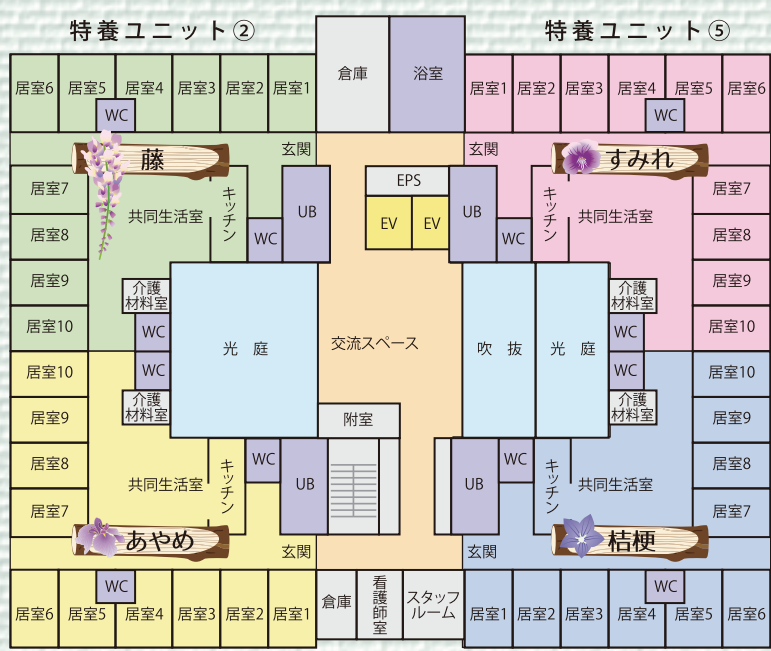 特養ユニット②
特養ユニット⑤
倉庫
浴室
居室6
居室5
居室4
居室3
居室2
居室1
WC
居室1
居室2
居室3
居室4
居室5
居室6
WC
藤
玄関
玄関
すみれ
EPS
EV
EV
居室7
居室8
居室9
居室10
共同生活室
キッチン
WC
UB
UB
WC
キッチン
共同生活室
居室7
居室8
居室9
居室10
介護
材料室
WC
光庭
交流スペース
吹抜
光庭
介護
材料室
WC
居室10
居室9
居室8
居室7
WC
介護
材料室
共同生活室
キッチン
WC
UB
附室
UB
WC
キッチン
共同生活室
WC
介護
材料室
居室10
居室9
居室8
居室7
あやめ
玄関
玄関
桔梗
居室6
居室5
居室4
居室3
居室2
居室1
WC
倉庫
看護師室
スタッフ
ルーム
居室1
居室2
居室3
居室4
居室5
居室6
WC